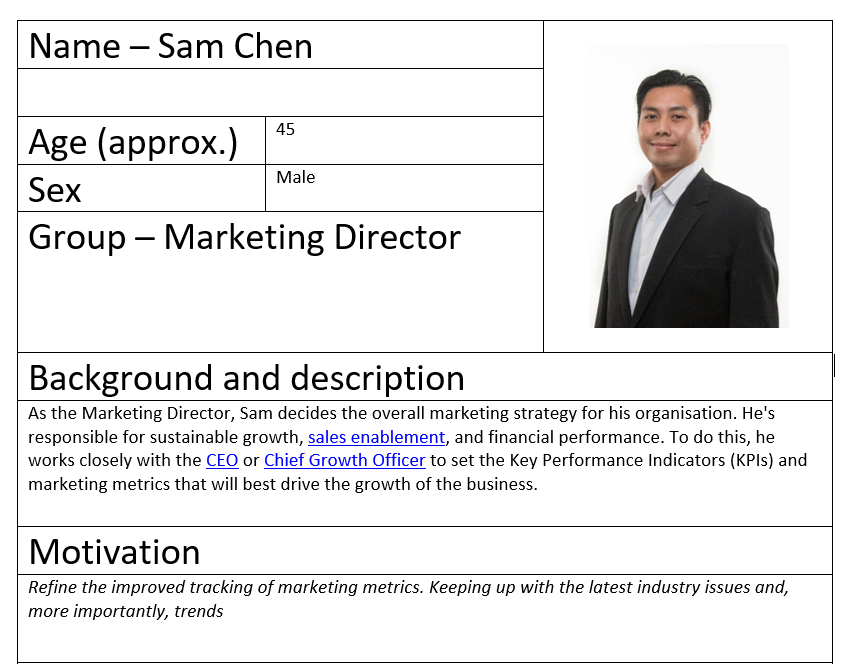 Name – Sam Chen
Age (approx.)
45
Sex
Male
Group – Marketing Director
Background and description
As the Marketing Director, Sam decides the overall marketing strategy for his organisation. He's
responsible for sustainable growth, sales enablement, and financial performance. To do this, he
works closely with the CEO or Chief Growth Officer to set the Key Performance Indicators (KPIs) and
marketing metrics that will best drive the growth of the business.
Motivation
Refine the improved tracking of marketing metrics. Keeping up with the latest industry issues and,
more importantly, trends